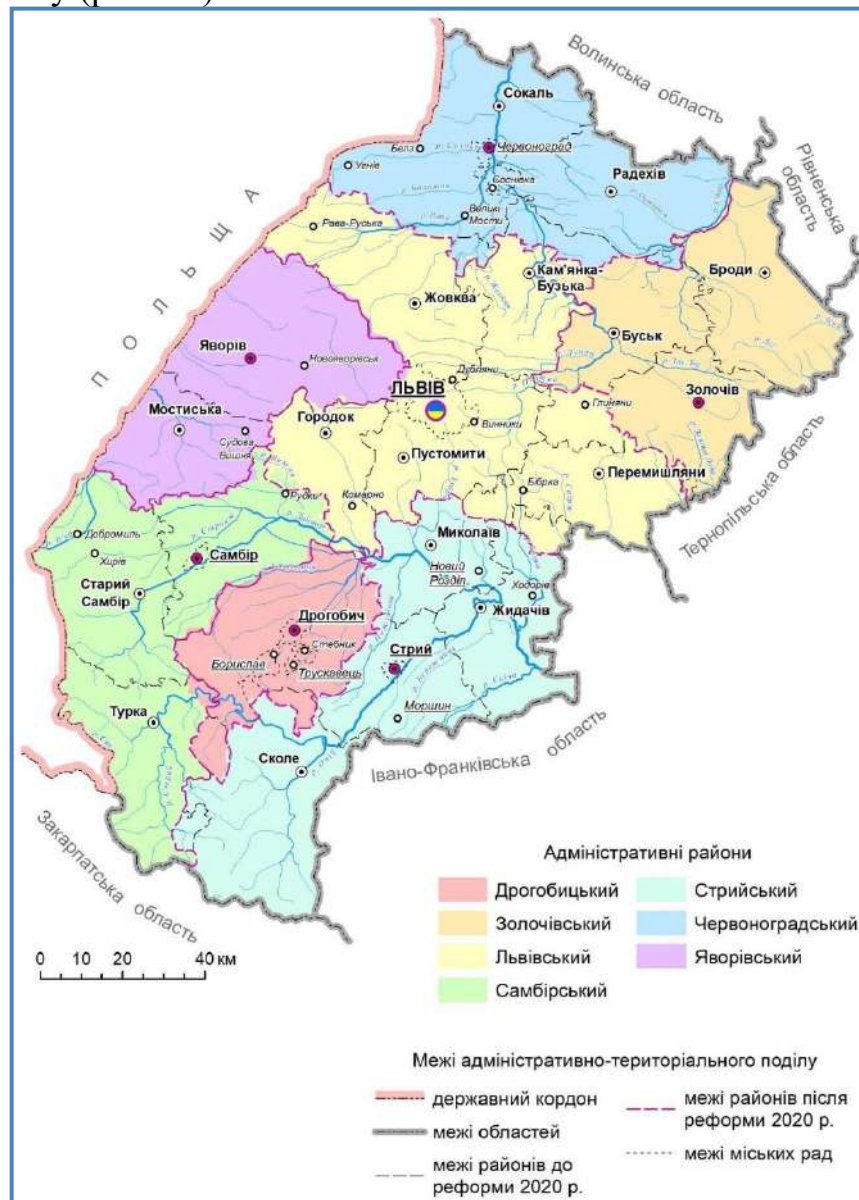 Волинська область
Сокаль
Белз
Червоноград
Рівненська
область
Угнів
Соснівка
Радехів
Великі
Мости
Рава-Руська
ПОЛЬЩА
Кам'янка-
Бузька
Броди
Жовква
Яворів
Новояворівськ
Буськ
Дубляни
ЛЬВІВ
Золочів
Мостиська
Городок
Винники
Глиняни
Судова
Вишня
Пустомити
Перемишляни
Тернопільська область
Рудки
Комарно
Бібрка
Добромиль
Миколаїв
Хирів
Самбір
Новий
Розділ
Ходорів
Старий
Самбір
Жидачів
Дрогобич
Стебник
Стрий
Борислав
Трускавець
Моршин
Турка
Сколе
Івано-Франківська область
Закарпатська область
0 20 40 км
Адміністративні райони
Дрогобицький
Стрийський
Золочівський
Червоноградський
Львівський
Яворівський
Самбірський
Межі адміністративно-територіального поділу
державний кордон
межі районів після
реформи 2020 р.
межі областей
межі міських рад
межі районів до
реформи 2020 р.